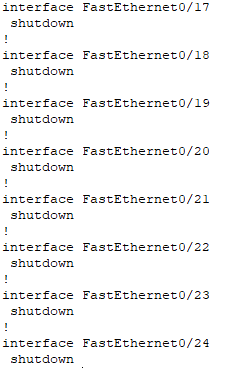 interface FastEthernet0/17
 shutdown
!
interface FastEthernet0/18
 shutdown
!
interface FastEthernet0/19
 shutdown
!
interface FastEthernet0/20
 shutdown
!
interface FastEthernet0/21
 shutdown
!
interface FastEthernet0/22
 shutdown
!
interface FastEthernet0/23
 shutdown
!
interface FastEthernet0/24
 shutdown